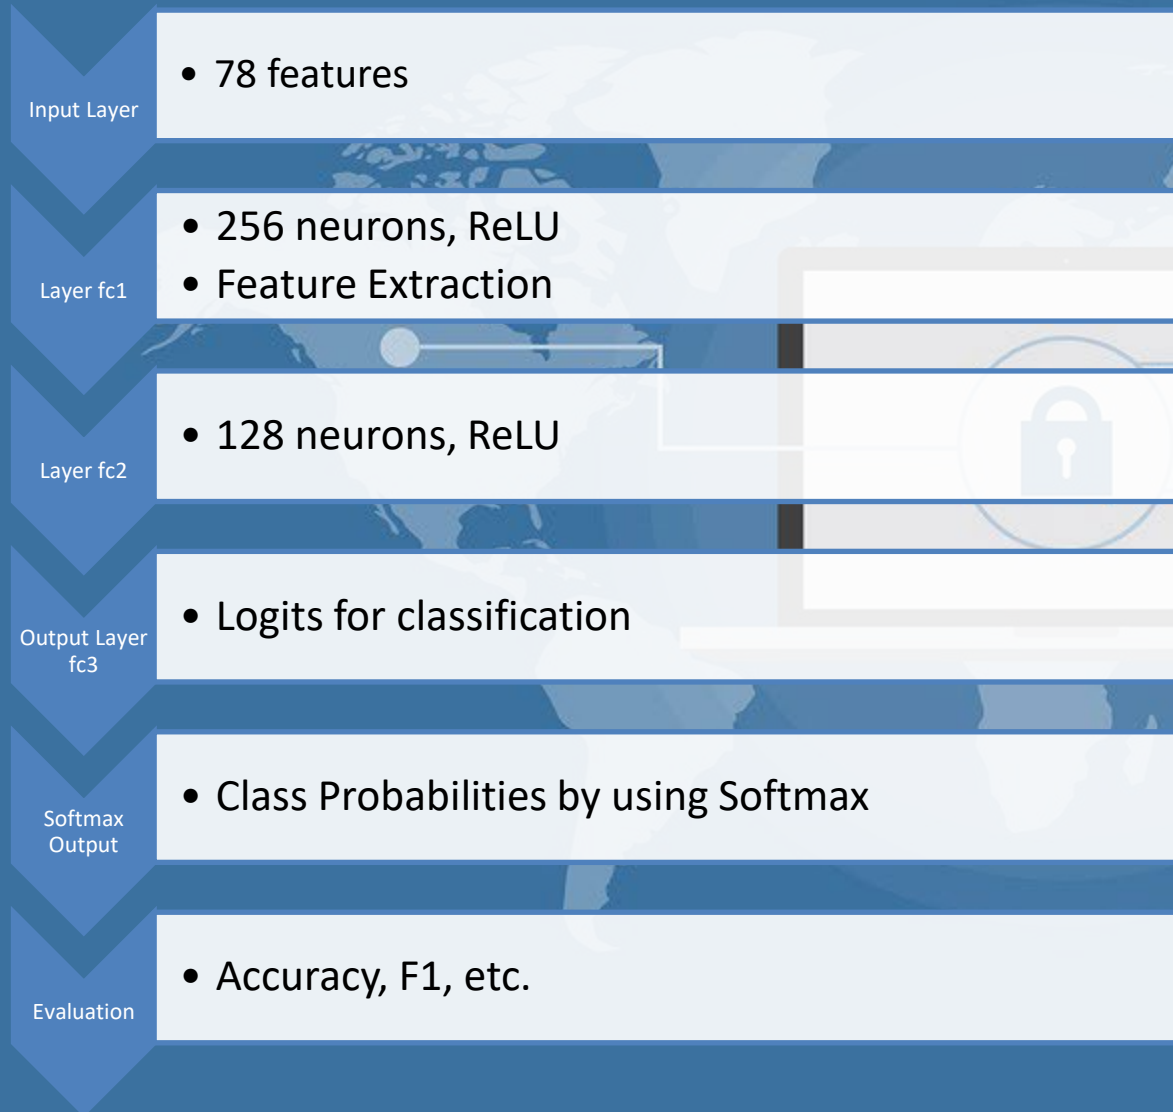 Input Layer
• 78 features
Layer fc1
• 256 neurons, ReLU
• Feature Extraction
Layer fc2
• 128 neurons, ReLU
Output Layer
fc3
• Logits for classification
Softmax
Output
• Class Probabilities by using Softmax
Evaluation
• Accuracy, F1, etc.